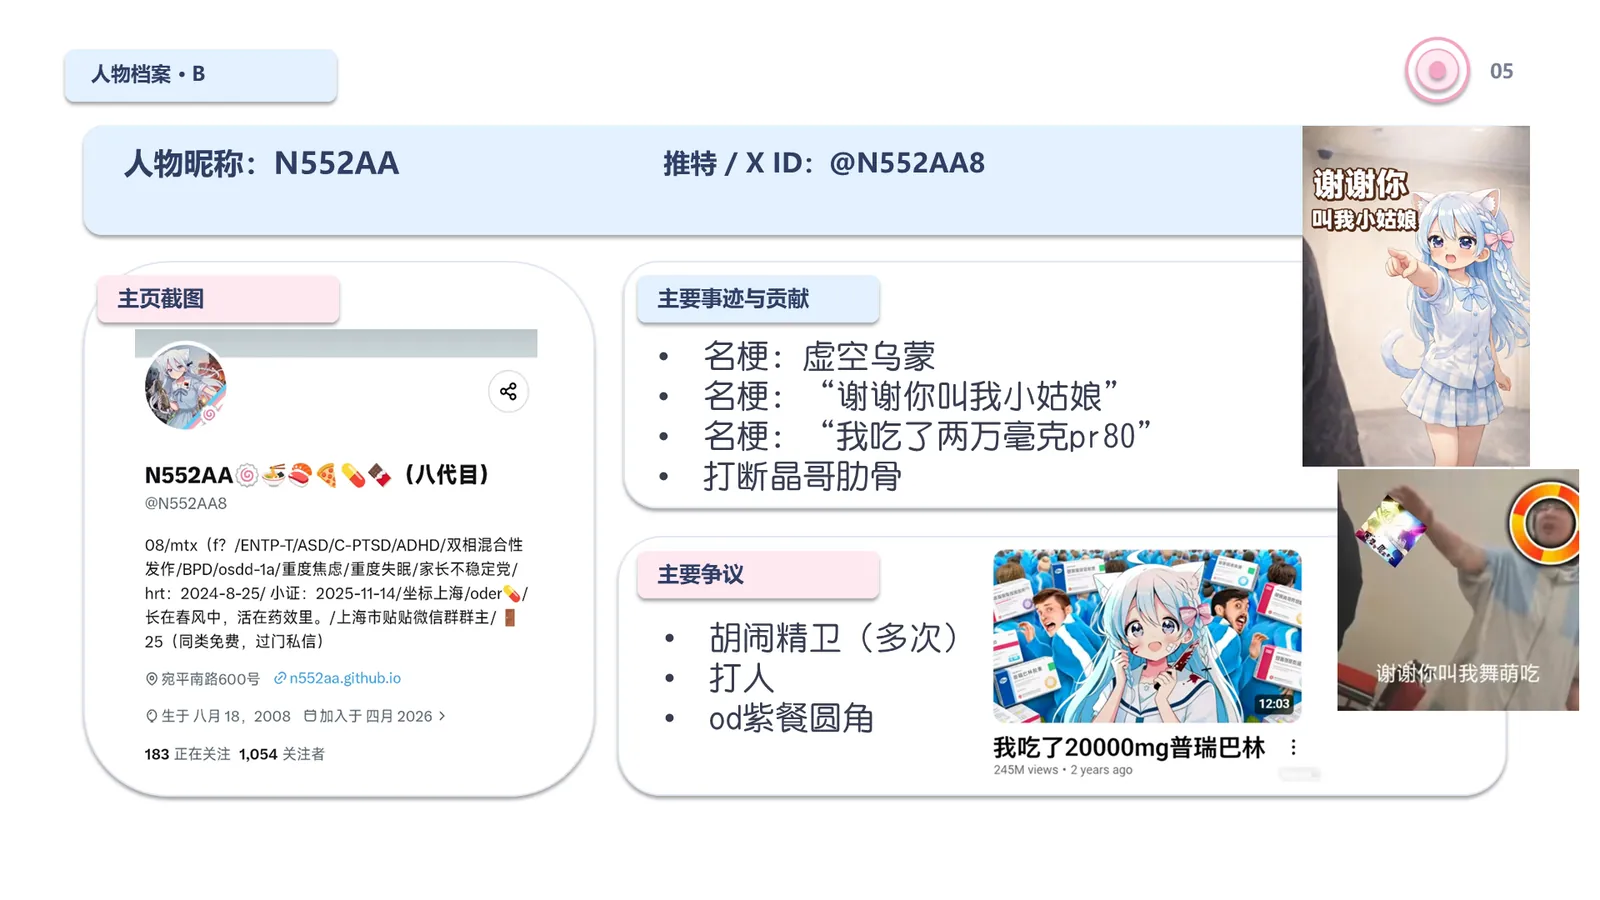 人物档案·B
05
人物昵称：N552AA
推特 / X ID：@N552AA8
谢谢你
叫我小姑娘
主页截图
N552AA🍥🍜🍣🍕💊🍫（八代目）
@N552AA8
08/mtx（f？/ENTP-T/ASD/C-PTSD/ADHD/双相混合性
发作/BPD/osdd-1a/重度焦虑/重度失眠/家长不稳定党/
hrt：2024-8-25/ 小证：2025-11-14/坐标上海/oder💊/
长在春风中，活在药效里。/上海市贴贴微信群群主/ 🚪
25（同类免费，过门私信）
宛平南路600号 n552aa.github.io
生于 八月 18，2008 加入于 四月 2026 >
183 正在关注 1,054 关注者
主要事迹与贡献
• 名梗：虚空乌蒙
• 名梗：“谢谢你叫我小姑娘”
• 名梗：“我吃了两万毫克pr80”
• 打断晶哥肋骨
主要争议
• 胡闹精卫（多次）
• 打人
• od紫餐圆角
12:03
我吃了20000mg普瑞巴林
245M views • 2 years ago
谢谢你叫我舞萌吃